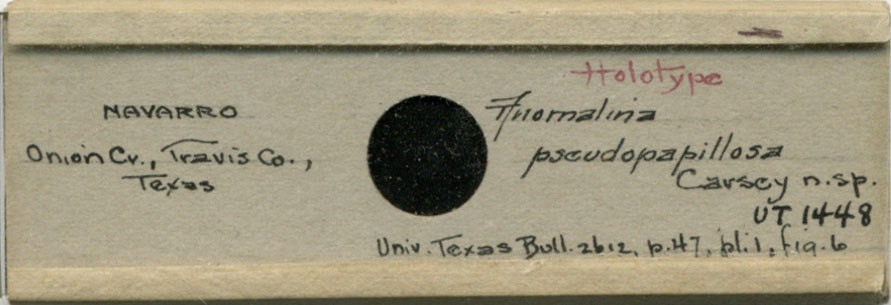 NAVARRO
Onion Cr., Travis Co.,
Texas
Holotype
Anomalina
pseudopapillosa
Carsey n.sp.
UT 1448
Univ. Texas Bull. 2612, p.47, pl.1, fig.6